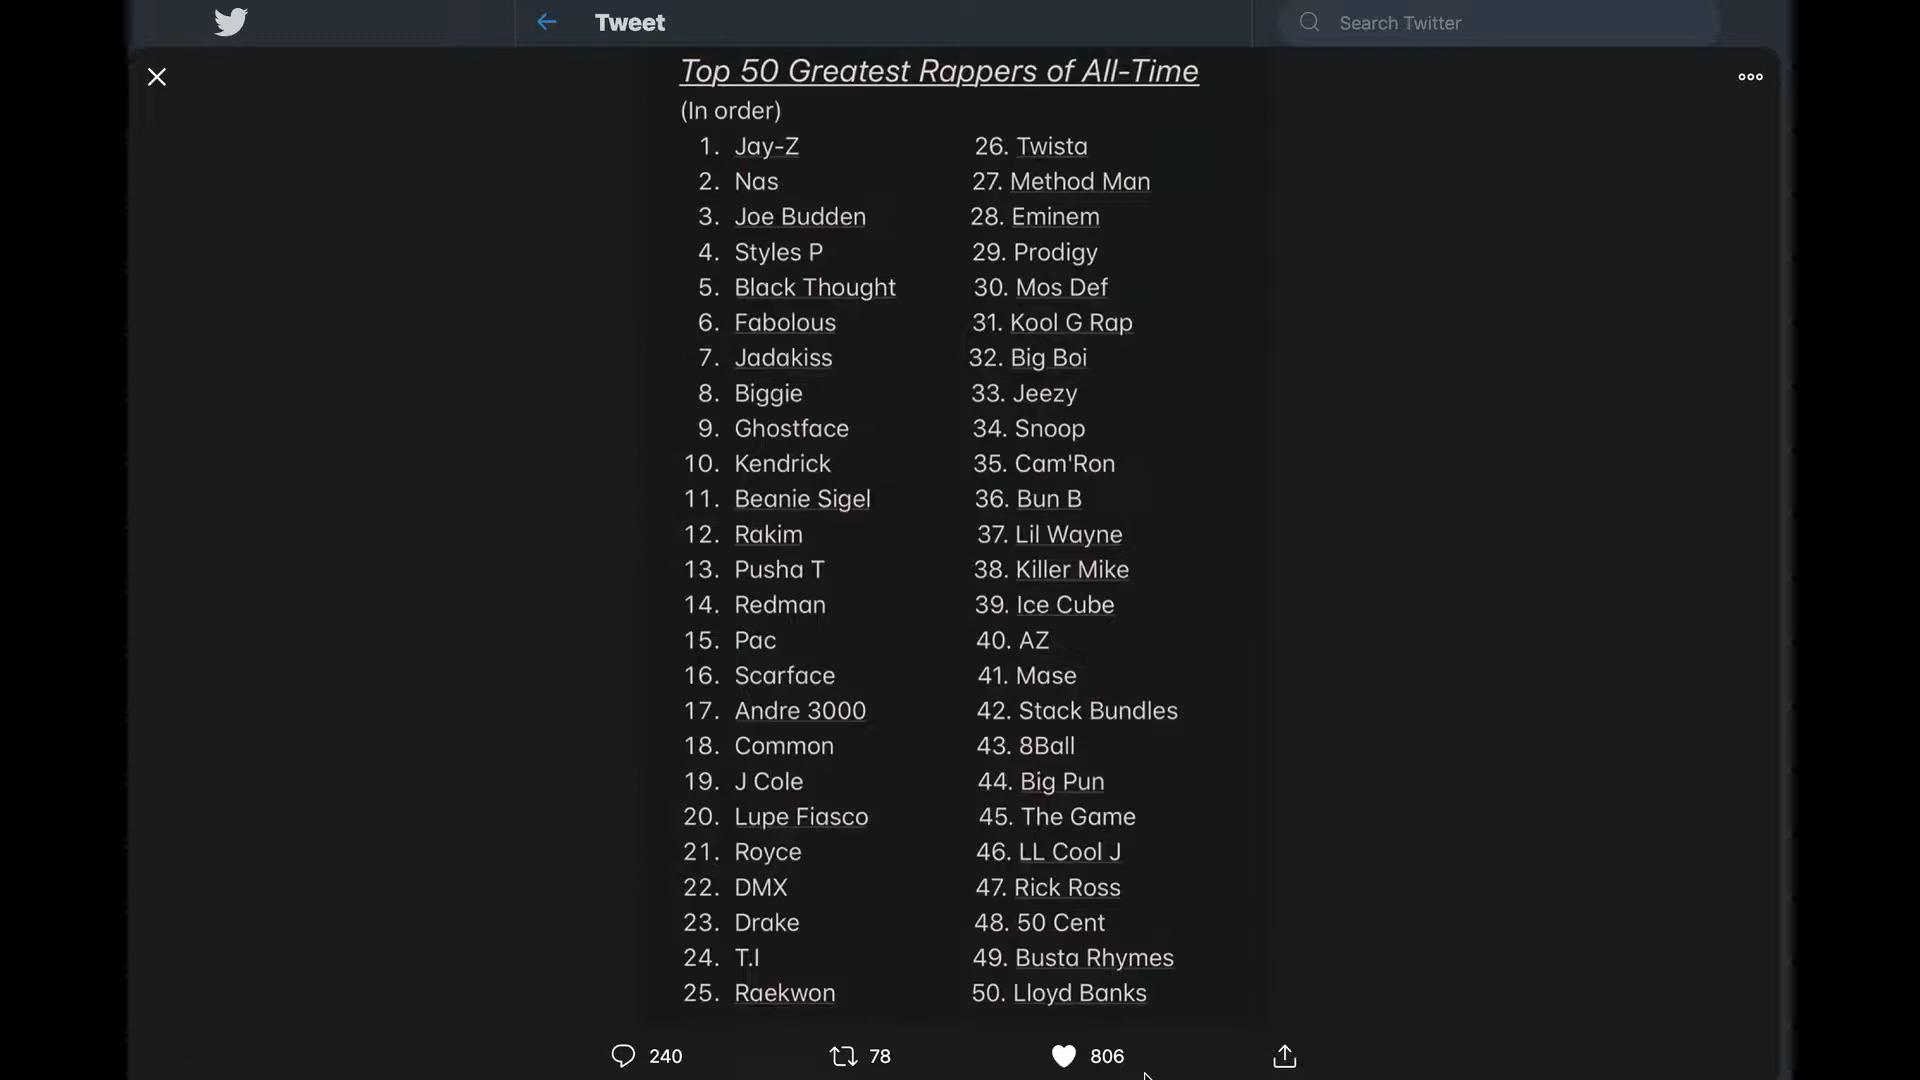 Tweet
Search Twitter
Top 50 Greatest Rappers of All-Time
(In order)
1. Jay-Z
2. Nas
3. Joe Budden
4. Styles P
5. Black Thought
6. Fabolous
7. Jadakiss
8. Biggie
9. Ghostface
10. Kendrick
11. Beanie Sigel
12. Rakim
13. Pusha T
14. Redman
15. Pac
16. Scarface
17. Andre 3000
18. Common
19. J Cole
20. Lupe Fiasco
21. Royce
22. DMX
23. Drake
24. T.I
25. Raekwon
26. Twista
27. Method Man
28. Eminem
29. Prodigy
30. Mos Def
31. Kool G Rap
32. Big Boi
33. Jeezy
34. Snoop
35. Cam'Ron
36. Bun B
37. Lil Wayne
38. Killer Mike
39. Ice Cube
40. AZ
41. Mase
42. Stack Bundles
43. 8Ball
44. Big Pun
45. The Game
46. LL Cool J
47. Rick Ross
48. 50 Cent
49. Busta Rhymes
50. Lloyd Banks
240
78
806